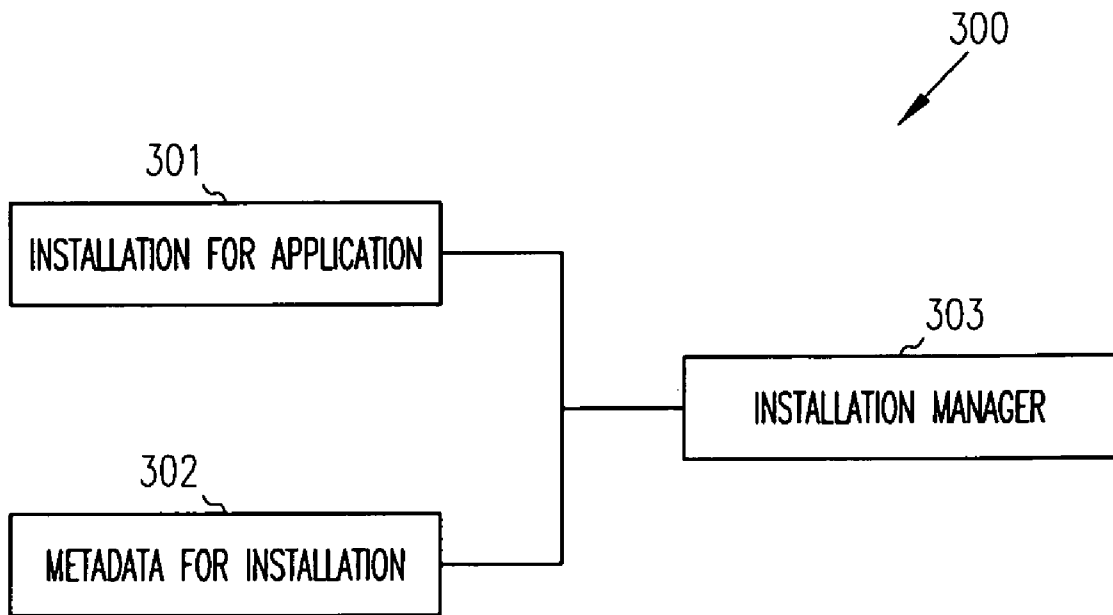 300
301
INSTALLATION FOR APPLICATION
303
INSTALLATION MANAGER
302
METADATA FOR INSTALLATION